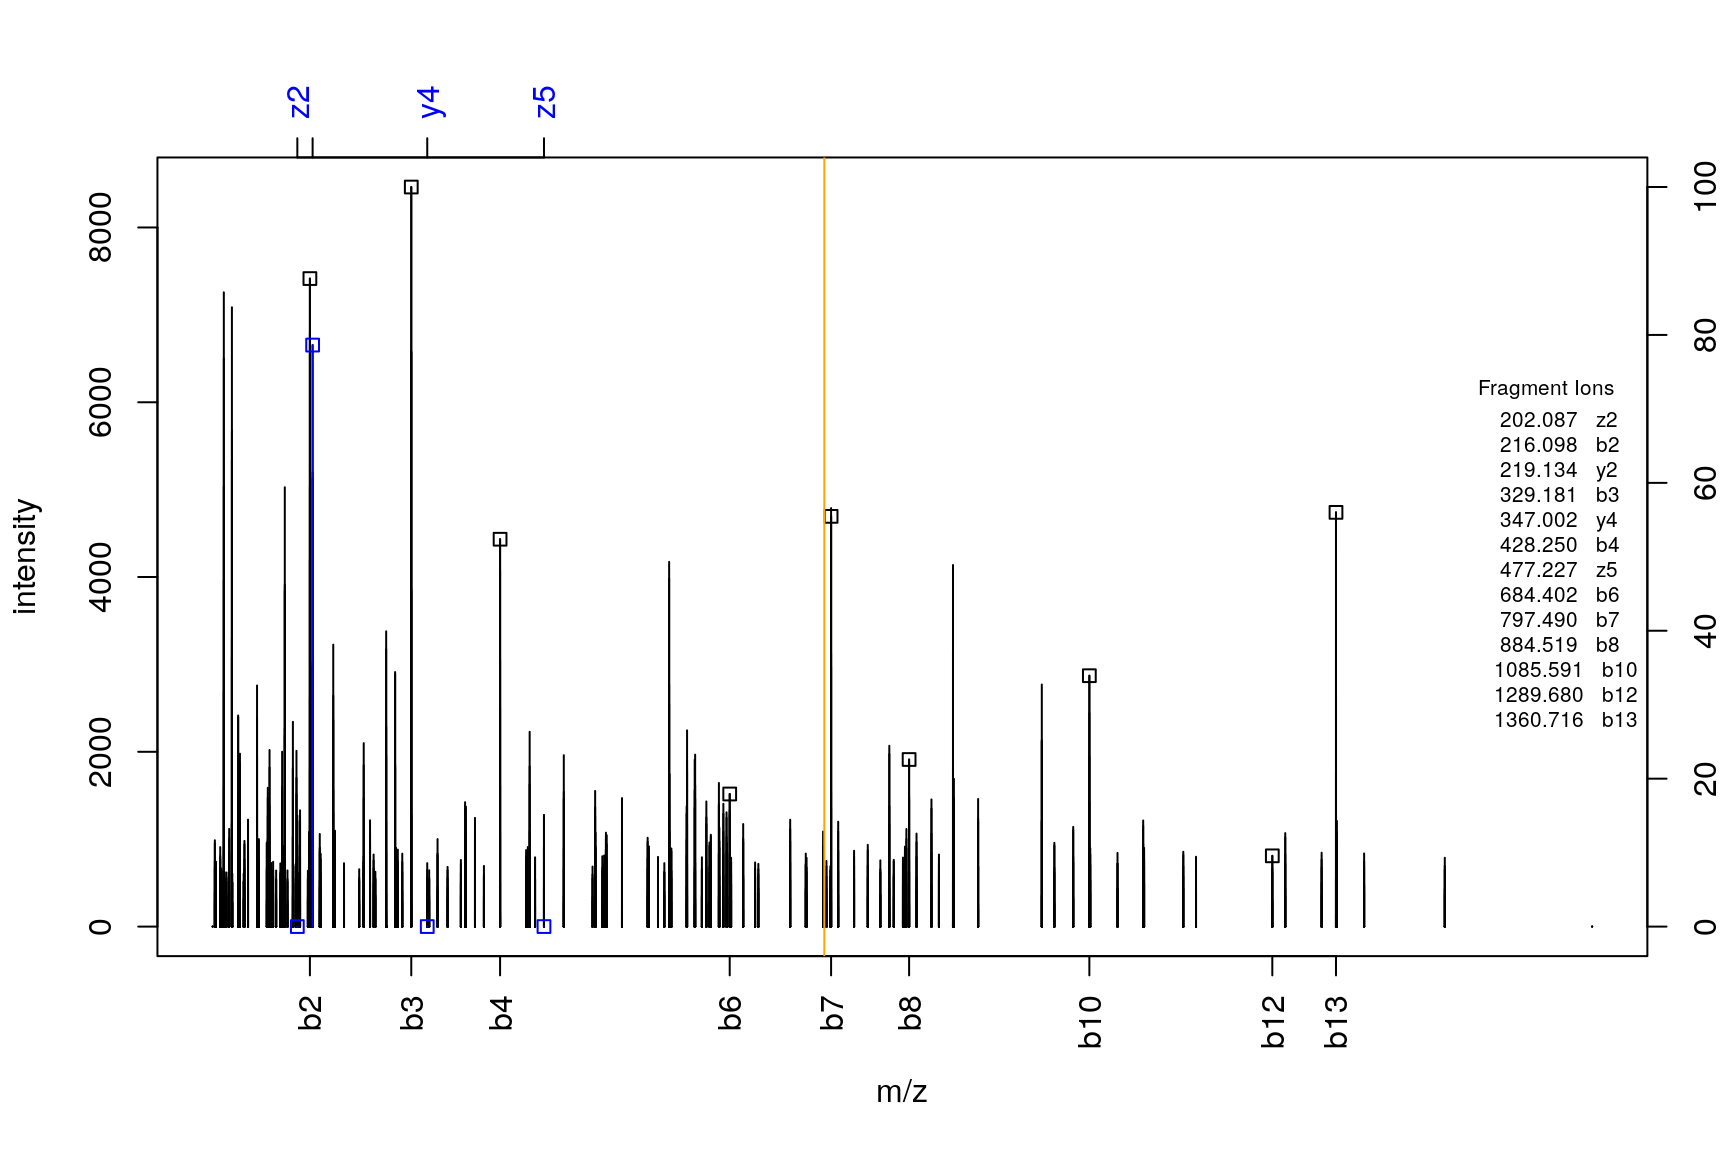 z2 y4 z5
intensity
8000
6000
4000
2000
0
100
80
60
40
20
0
Fragment Ions
202.087 z2
216.098 b2
219.134 y2
329.181 b3
347.002 y4
428.250 b4
477.227 z5
684.402 b6
797.490 b7
884.519 b8
1085.591 b10
1289.680 b12
1360.716 b13
b2 b3 b4 b6 b7 b8 b10 b12 b13
m/z